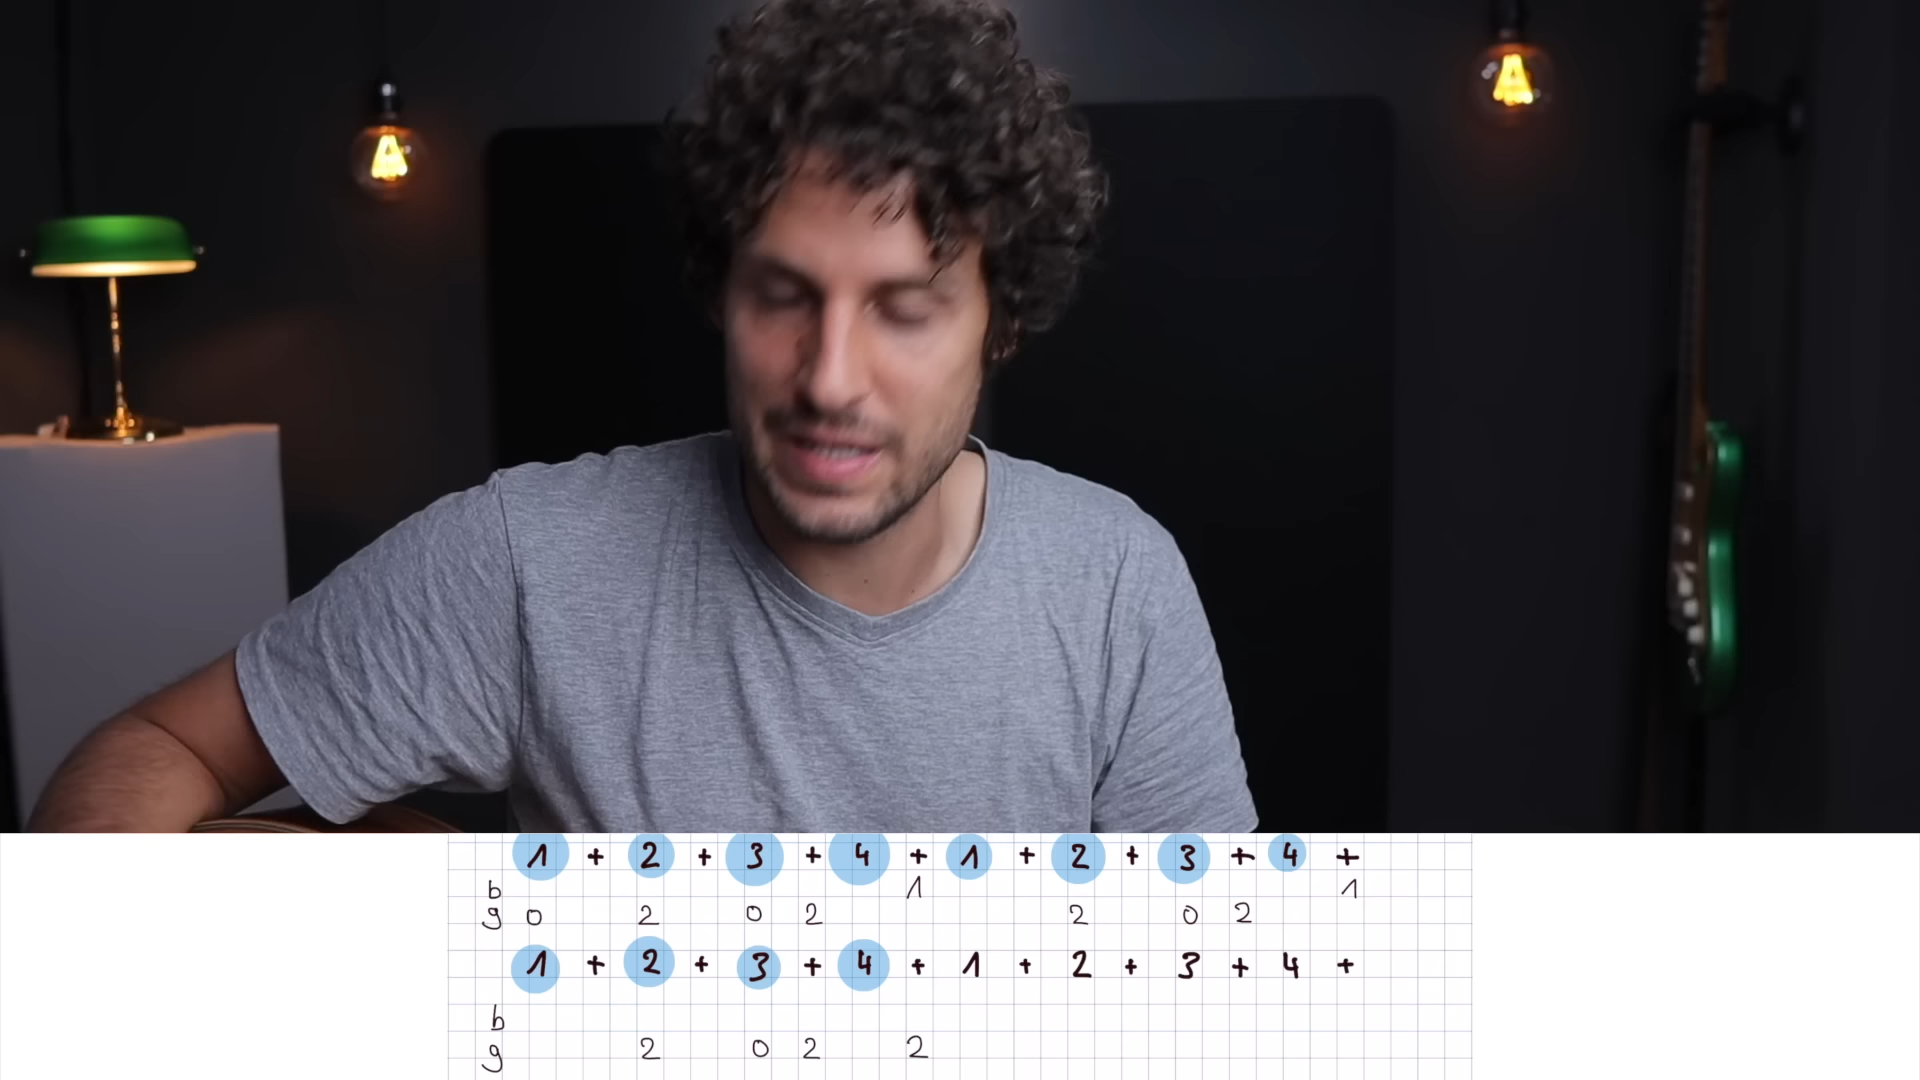 1 + 2 + 3 + 4 + 1 + 2 + 3 + 4 +
b 1 1
g 0 2 0 2 2 0 2
1 + 2 + 3 + 4 + 1 + 2 + 3 + 4 +
b
g 2 0 2 2